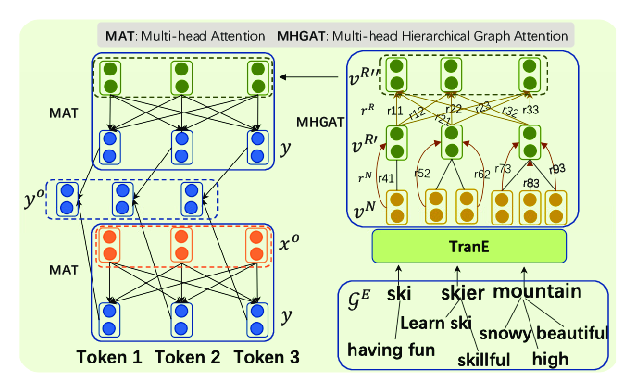 MAT: Multi-head Attention MHGAT: Multi-head Hierarchical Graph Attention
MAT
y
y^o
MAT
x^o
y
Token 1 Token 2 Token 3
MHGAT
v^{R''}
r^R
r11 r12 r22 r21 r23 r32 r33
v^{R'}
r^N r41 r52 r62 r73 r83 r93
v^N
TranE
𝒢^E
ski skier mountain
Learn ski
snowy beautiful
having fun
skillful high